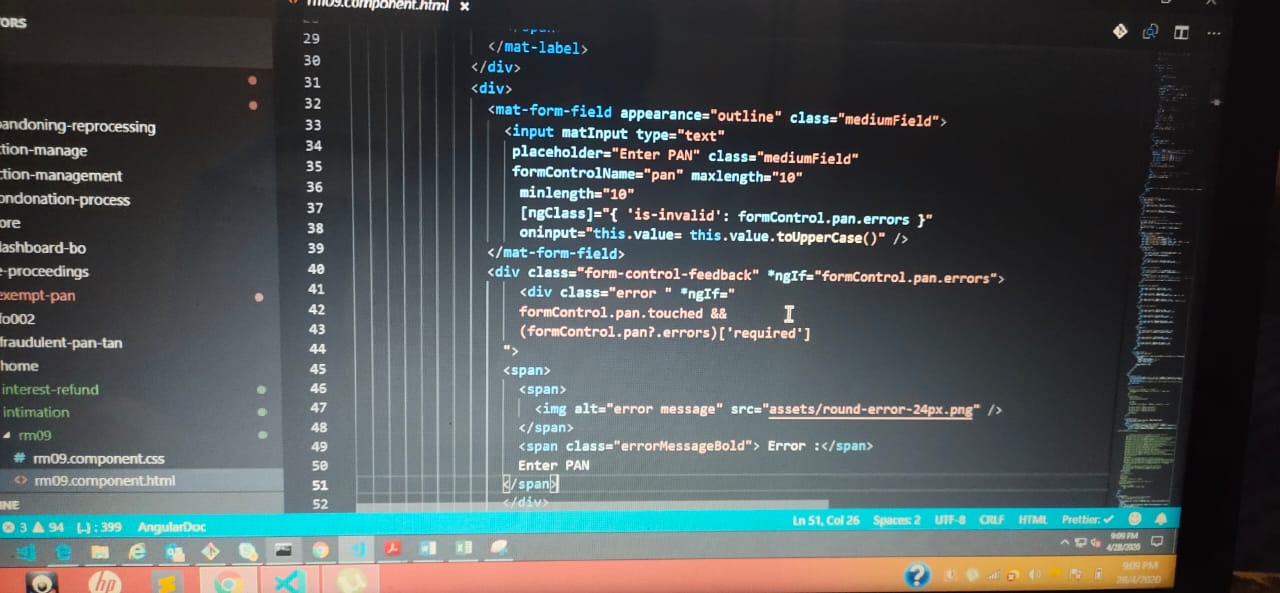 rm09.component.html ×
ORS
andoning-reprocessing
tion-manage
ction-management
ondonation-process
ore
dashboard-bo
e-proceedings
exempt-pan
fo002
fraudulent-pan-tan
home
interest-refund
intimation
rm09
# rm09.component.css
<> rm09.component.html
INE
29 </mat-label>
30 </div>
31 <div>
32 <mat-form-field appearance="outline" class="mediumField">
33 <input matInput type="text"
34 placeholder="Enter PAN" class="mediumField"
35 formControlName="pan" maxlength="10"
36 minlength="10"
37 [ngClass]="{ 'is-invalid': formControl.pan.errors }"
38 oninput="this.value= this.value.toUpperCase()" />
39 </mat-form-field>
40 <div class="form-control-feedback" *ngIf="formControl.pan.errors">
41 <div class="error " *ngIf="
42 formControl.pan.touched &&
43 (formControl.pan?.errors)['required']
44 ">
45 <span>
46 <span>
47 <img alt="error message" src="assets/round-error-24px.png" />
48 </span>
49 <span class="errorMessageBold"> Error :</span>
50 Enter PAN
51 </span>
52 </div>
3 94 {..} : 399 AngularDoc
Ln 51, Col 26 Spaces: 2 UTF-8 CRLF HTML Prettier: ✓
9:09 PM
4/28/2020
hp
9:09 PM
28/4/2020